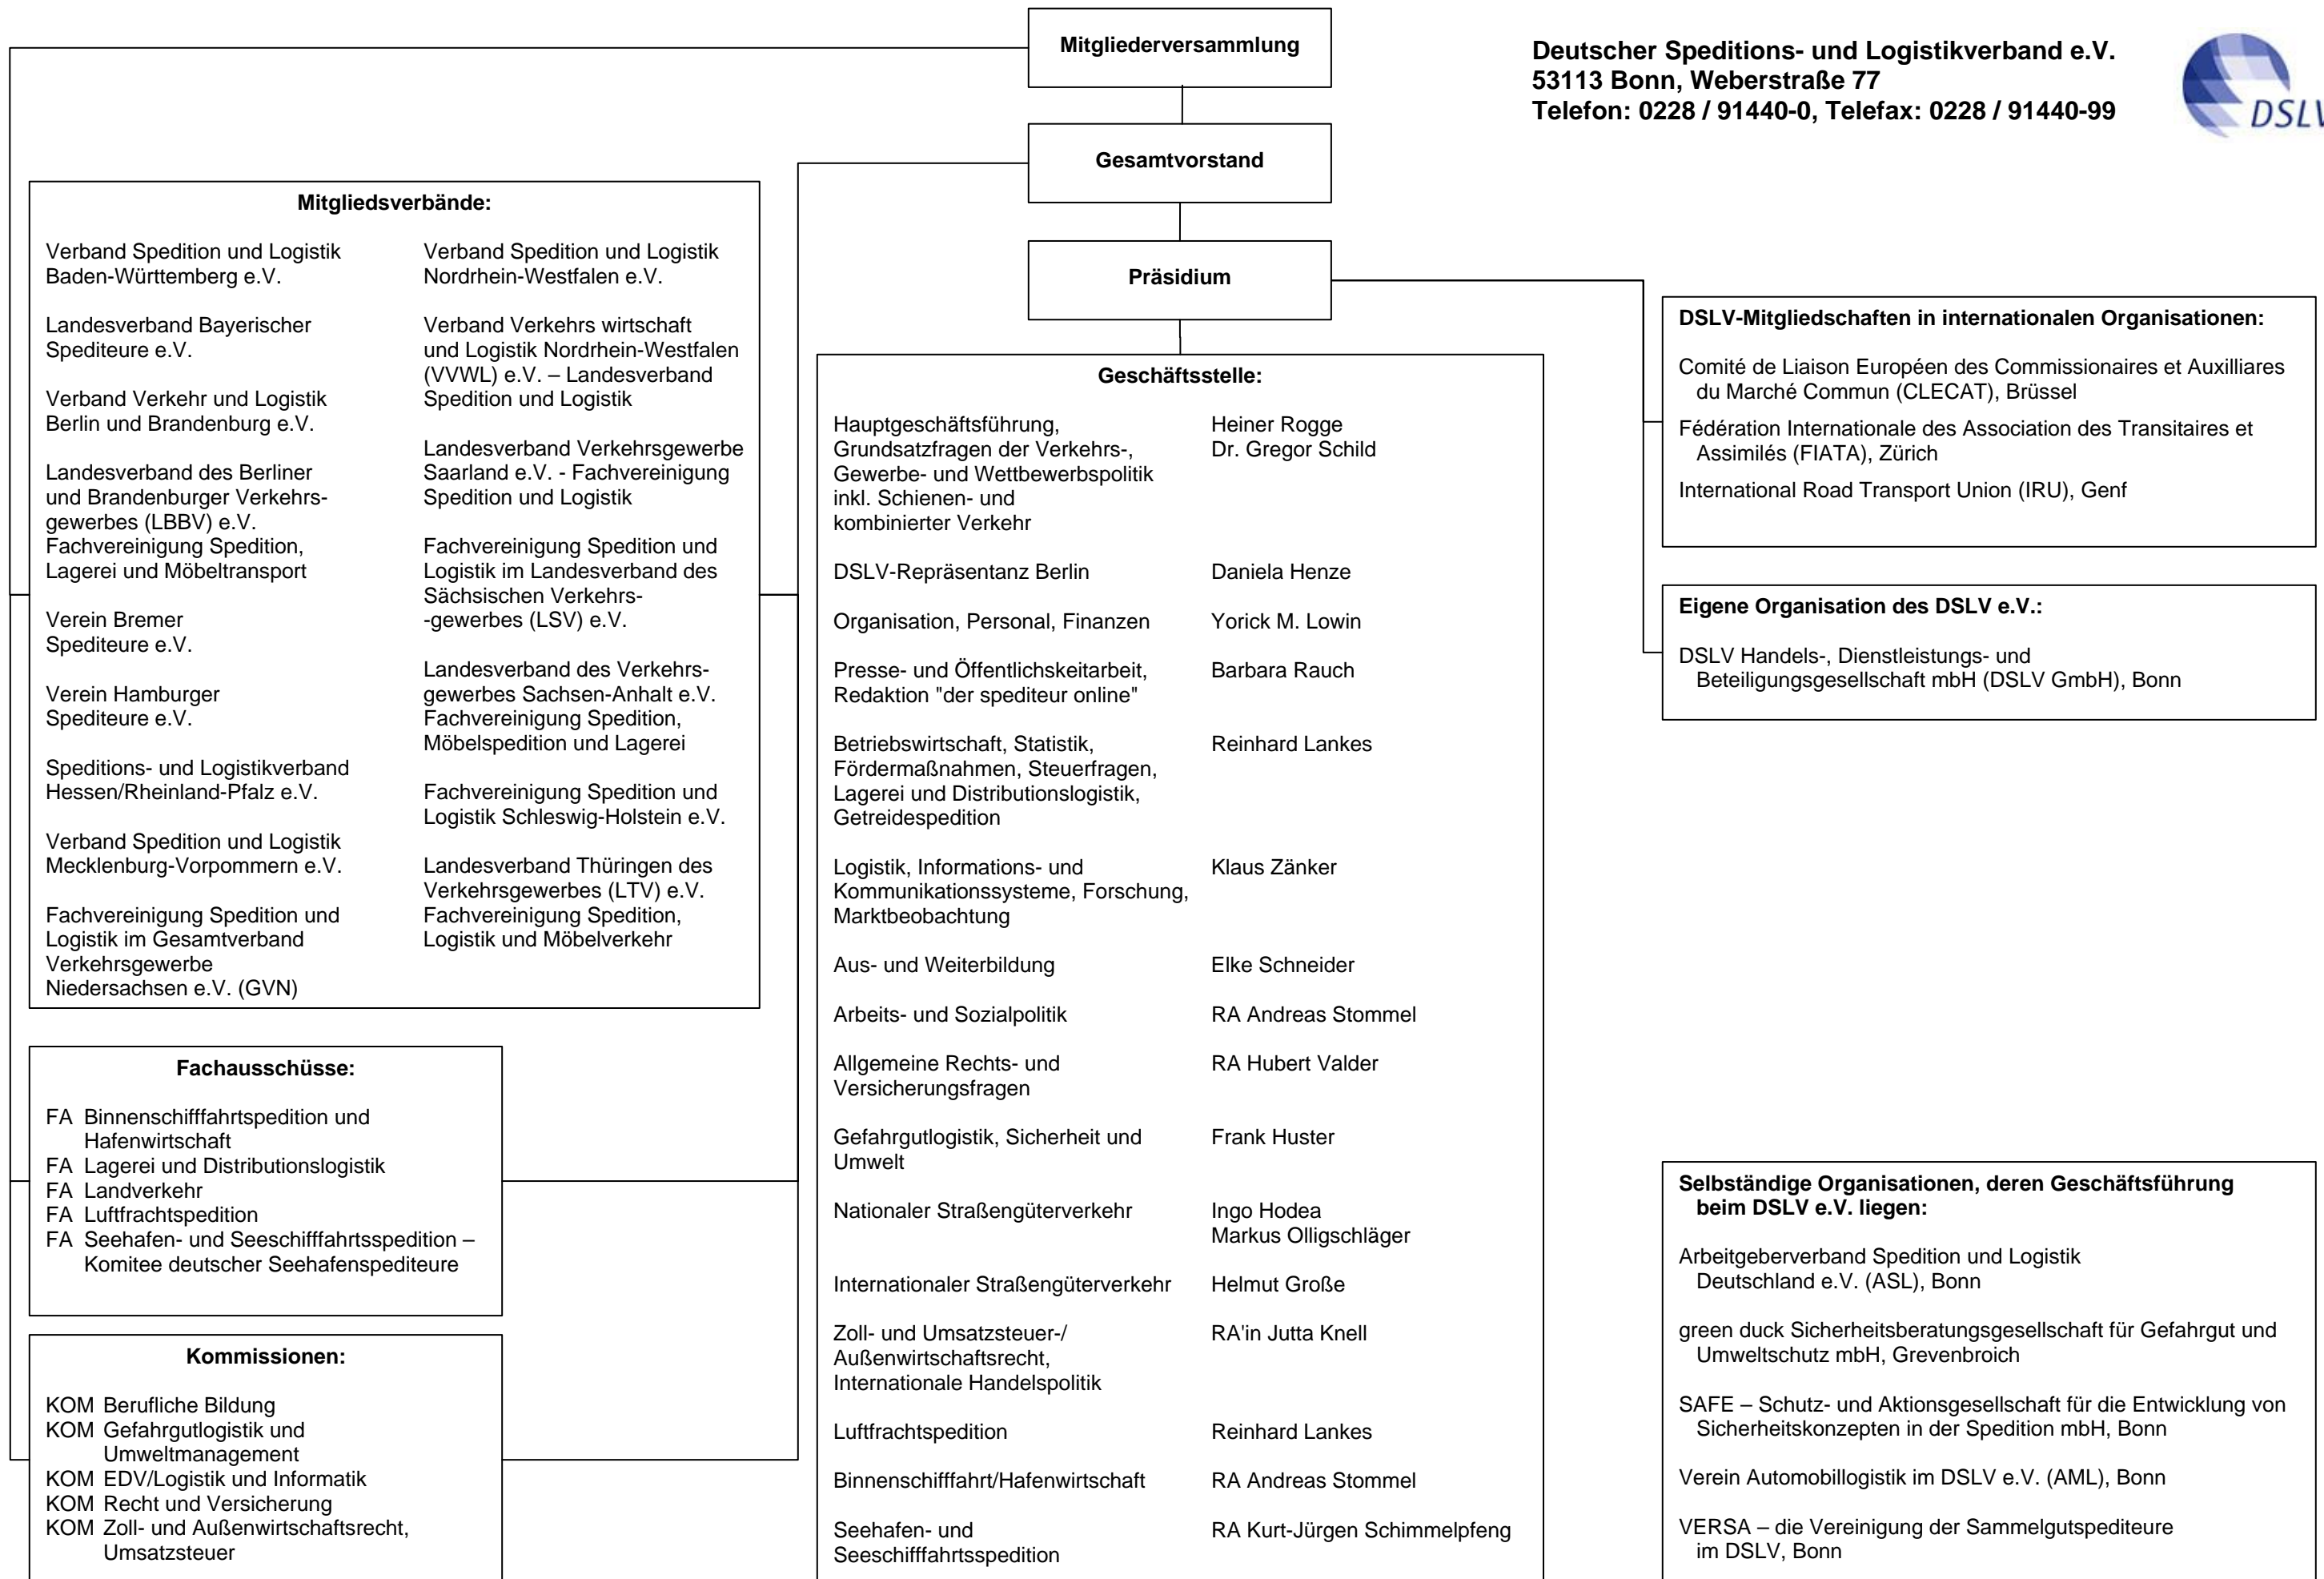 Mitgliederversammlung
Deutscher Speditions- und Logistikverband e.V.
53113 Bonn, Weberstraße 77
Telefon: 0228 / 91440-0, Telefax: 0228 / 91440-99
DSLV
Gesamtvorstand
Präsidium
Mitgliedsverbände:
Verband Spedition und Logistik
Baden-Württemberg e.V.
Landesverband Bayerischer
Spediteure e.V.
Verband Verkehr und Logistik
Berlin und Brandenburg e.V.
Landesverband des Berliner
und Brandenburger Verkehrs-
gewerbes (LBBV) e.V.
Fachvereinigung Spedition,
Lagerei und Möbeltransport
Verein Bremer
Spediteure e.V.
Verein Hamburger
Spediteure e.V.
Speditions- und Logistikverband
Hessen/Rheinland-Pfalz e.V.
Verband Spedition und Logistik
Mecklenburg-Vorpommern e.V.
Fachvereinigung Spedition und
Logistik im Gesamtverband
Verkehrsgewerbe
Niedersachsen e.V. (GVN)
Verband Spedition und Logistik
Nordrhein-Westfalen e.V.
Verband Verkehrs wirtschaft
und Logistik Nordrhein-Westfalen
(VVWL) e.V. – Landesverband
Spedition und Logistik
Landesverband Verkehrsgewerbe
Saarland e.V. - Fachvereinigung
Spedition und Logistik
Fachvereinigung Spedition und
Logistik im Landesverband des
Sächsischen Verkehrs-
-gewerbes (LSV) e.V.
Landesverband des Verkehrs-
gewerbes Sachsen-Anhalt e.V.
Fachvereinigung Spedition,
Möbelspedition und Lagerei
Fachvereinigung Spedition und
Logistik Schleswig-Holstein e.V.
Landesverband Thüringen des
Verkehrsgewerbes (LTV) e.V.
Fachvereinigung Spedition,
Logistik und Möbelverkehr
Fachausschüsse:
FA Binnenschifffahrtspedition und
Hafenwirtschaft
FA Lagerei und Distributionslogistik
FA Landverkehr
FA Luftfrachtspedition
FA Seehafen- und Seeschifffahrtsspedition –
Komitee deutscher Seehafenspediteure
Kommissionen:
KOM Berufliche Bildung
KOM Gefahrgutlogistik und
Umweltmanagement
KOM EDV/Logistik und Informatik
KOM Recht und Versicherung
KOM Zoll- und Außenwirtschaftsrecht,
Umsatzsteuer
Geschäftsstelle:
Hauptgeschäftsführung, Heiner Rogge
Grundsatzfragen der Verkehrs-, Dr. Gregor Schild
Gewerbe- und Wettbewerbspolitik
inkl. Schienen- und
kombinierter Verkehr
DSLV-Repräsentanz Berlin Daniela Henze
Organisation, Personal, Finanzen Yorick M. Lowin
Presse- und Öffentlichskeitarbeit, Barbara Rauch
Redaktion "der spediteur online"
Betriebswirtschaft, Statistik, Reinhard Lankes
Fördermaßnahmen, Steuerfragen,
Lagerei und Distributionslogistik,
Getreidespedition
Logistik, Informations- und Klaus Zänker
Kommunikationssysteme, Forschung,
Marktbeobachtung
Aus- und Weiterbildung Elke Schneider
Arbeits- und Sozialpolitik RA Andreas Stommel
Allgemeine Rechts- und RA Hubert Valder
Versicherungsfragen
Gefahrgutlogistik, Sicherheit und Frank Huster
Umwelt
Nationaler Straßengüterverkehr Ingo Hodea
Markus Olligschläger
Internationaler Straßengüterverkehr Helmut Große
Zoll- und Umsatzsteuer-/ RA'in Jutta Knell
Außenwirtschaftsrecht,
Internationale Handelspolitik
Luftfrachtspedition Reinhard Lankes
Binnenschifffahrt/Hafenwirtschaft RA Andreas Stommel
Seehafen- und RA Kurt-Jürgen Schimmelpfeng
Seeschifffahrtsspedition
DSLV-Mitgliedschaften in internationalen Organisationen:
Comité de Liaison Européen des Commissionaires et Auxilliares
du Marché Commun (CLECAT), Brüssel
Fédération Internationale des Association des Transitaires et
Assimilés (FIATA), Zürich
International Road Transport Union (IRU), Genf
Eigene Organisation des DSLV e.V.:
DSLV Handels-, Dienstleistungs- und
Beteiligungsgesellschaft mbH (DSLV GmbH), Bonn
Selbständige Organisationen, deren Geschäftsführung
beim DSLV e.V. liegen:
Arbeitgeberverband Spedition und Logistik
Deutschland e.V. (ASL), Bonn
green duck Sicherheitsberatungsgesellschaft für Gefahrgut und
Umweltschutz mbH, Grevenbroich
SAFE – Schutz- und Aktionsgesellschaft für die Entwicklung von
Sicherheitskonzepten in der Spedition mbH, Bonn
Verein Automobillogistik im DSLV e.V. (AML), Bonn
VERSA – die Vereinigung der Sammelgutspediteure
im DSLV, Bonn